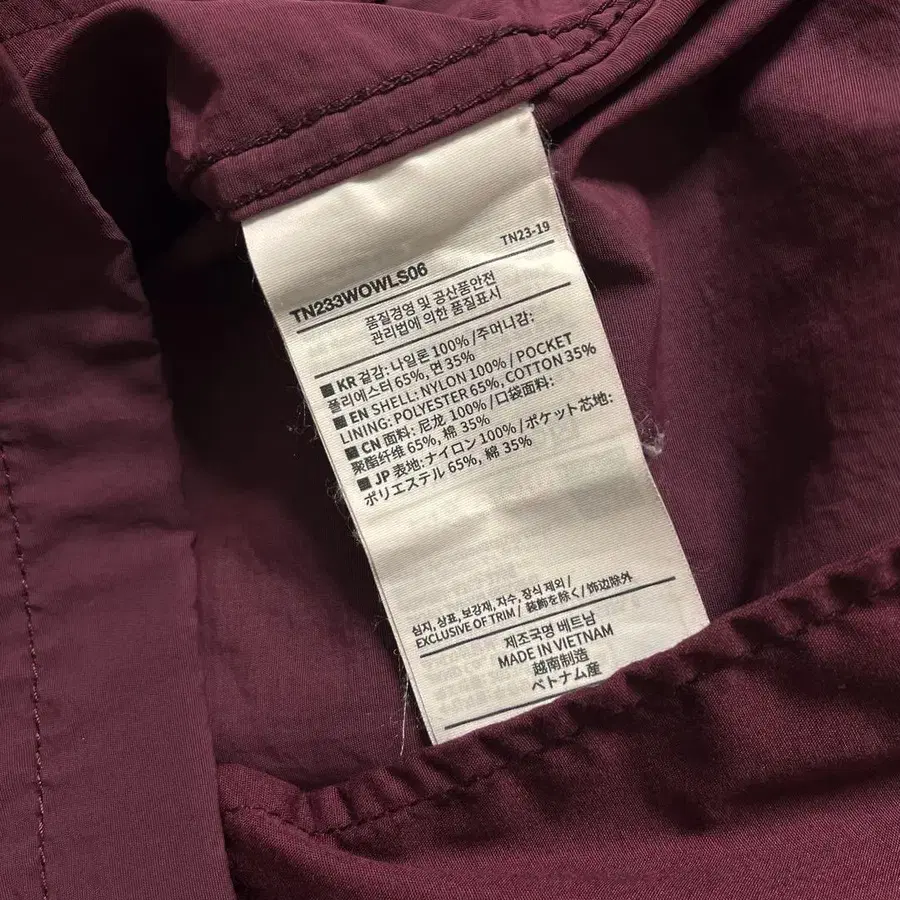 TN23-19
TN233WOWLS06
품질경영 및 공산품안전
관리법에 의한 품질표시
■ KR 겉감: 나일론 100% /주머니감:
폴리에스터 65%, 면 35%
■ EN SHELL: NYLON 100% / POCKET
LINING: POLYESTER 65%, COTTON 35%
■ CN 面料: 尼龙 100% /口袋面料:
聚酯纤维 65%, 棉 35%
■ JP 表地: ナイロン 100% /ポケット芯地:
ポリエステル 65%, 綿 35%
심지, 상표, 보강재, 자수, 장식 제외 /
EXCLUSIVE OF TRIM / 装飾を除く / 饰边除外
제조국명 베트남
MADE IN VIETNAM
越南制造
ベトナム産